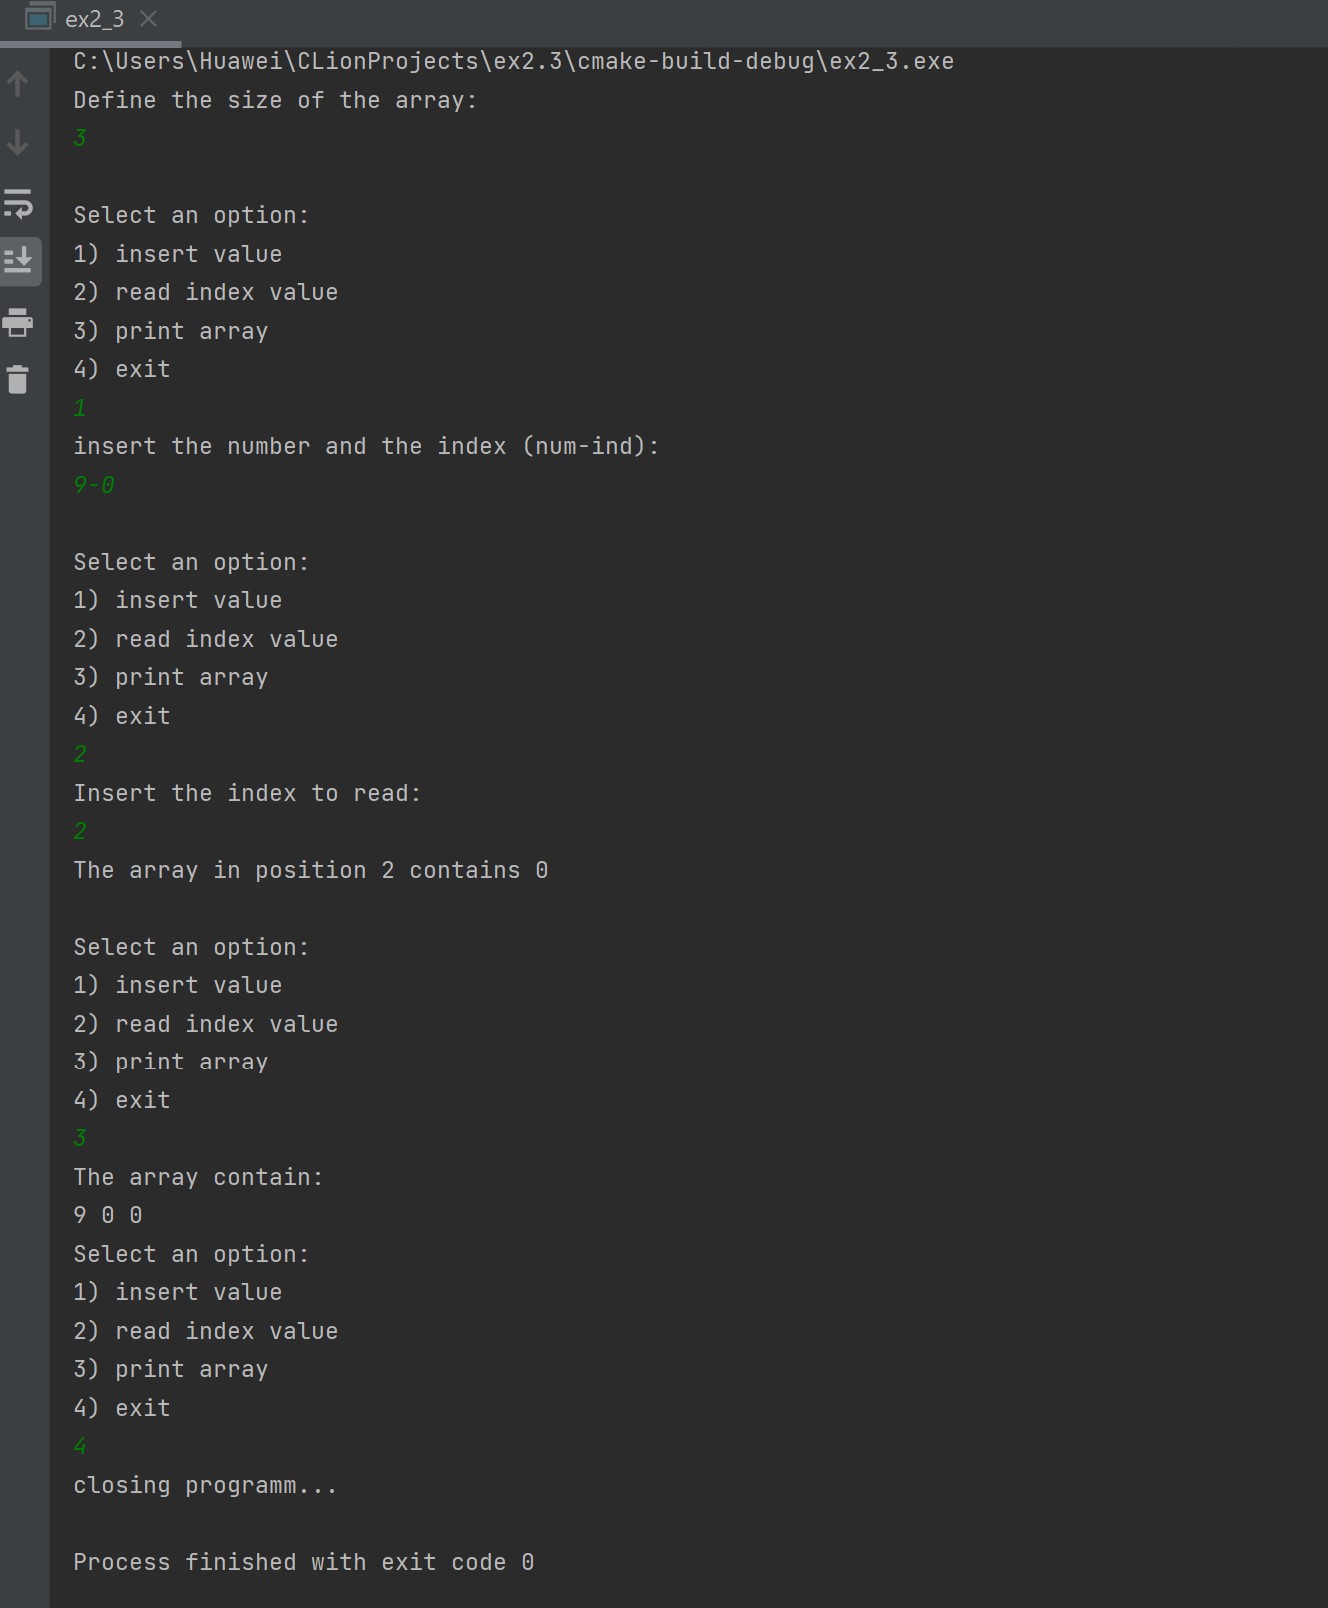 ex2_3
C:\Users\Huawei\CLionProjects\ex2.3\cmake-build-debug\ex2_3.exe
Define the size of the array:
3
Select an option:
1) insert value
2) read index value
3) print array
4) exit
1
insert the number and the index (num-ind):
9-0
Select an option:
1) insert value
2) read index value
3) print array
4) exit
2
Insert the index to read:
2
The array in position 2 contains 0
Select an option:
1) insert value
2) read index value
3) print array
4) exit
3
The array contain:
9 0 0
Select an option:
1) insert value
2) read index value
3) print array
4) exit
4
closing programm...
Process finished with exit code 0